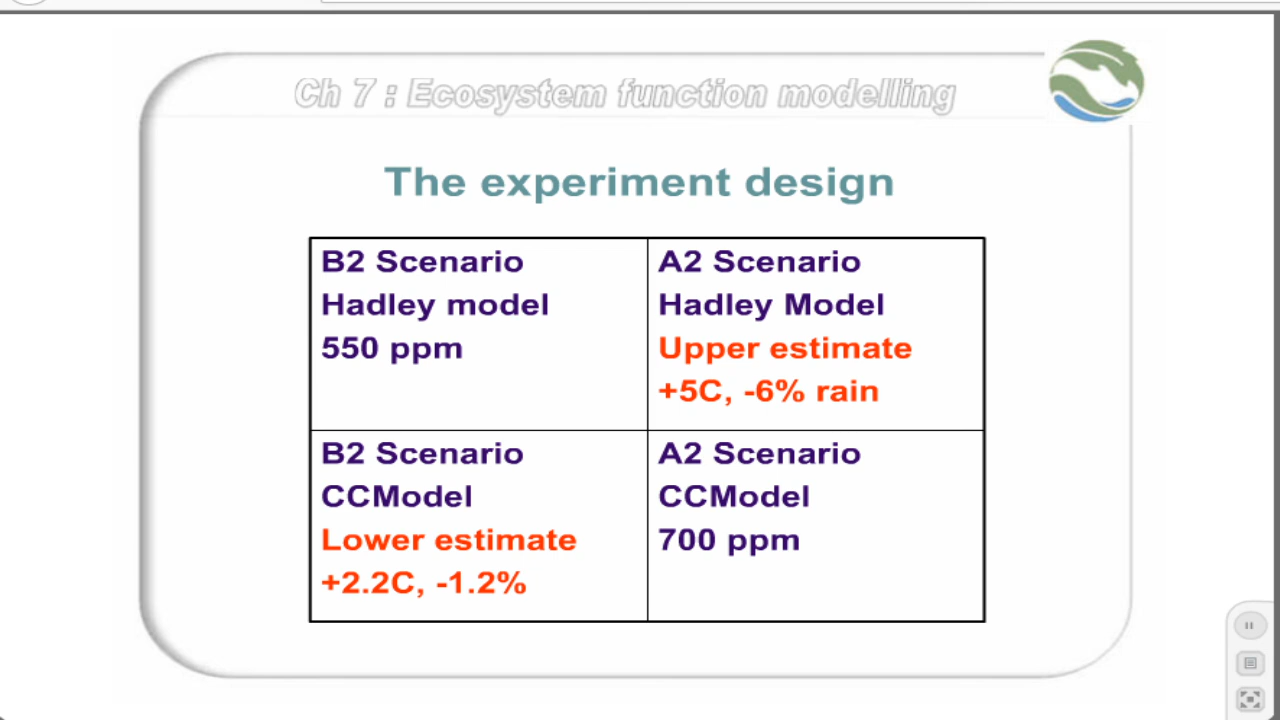 Ch 7 : Ecosystem function modelling
The experiment design
B2 Scenario
Hadley model
550 ppm
A2 Scenario
Hadley Model
Upper estimate
+5C, -6% rain
B2 Scenario
CCModel
Lower estimate
+2.2C, -1.2%
A2 Scenario
CCModel
700 ppm